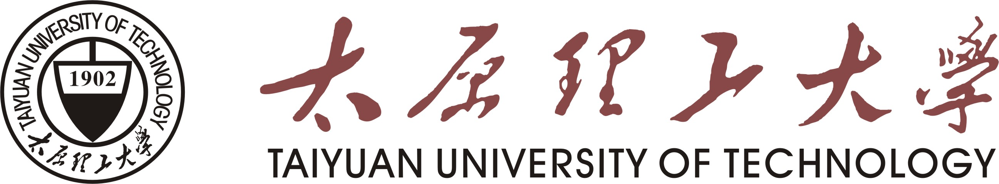 TAIYUAN UNIVERSITY OF TECHNOLOGY
1902
太原理工大學
太原理工大學
TAIYUAN UNIVERSITY OF TECHNOLOGY